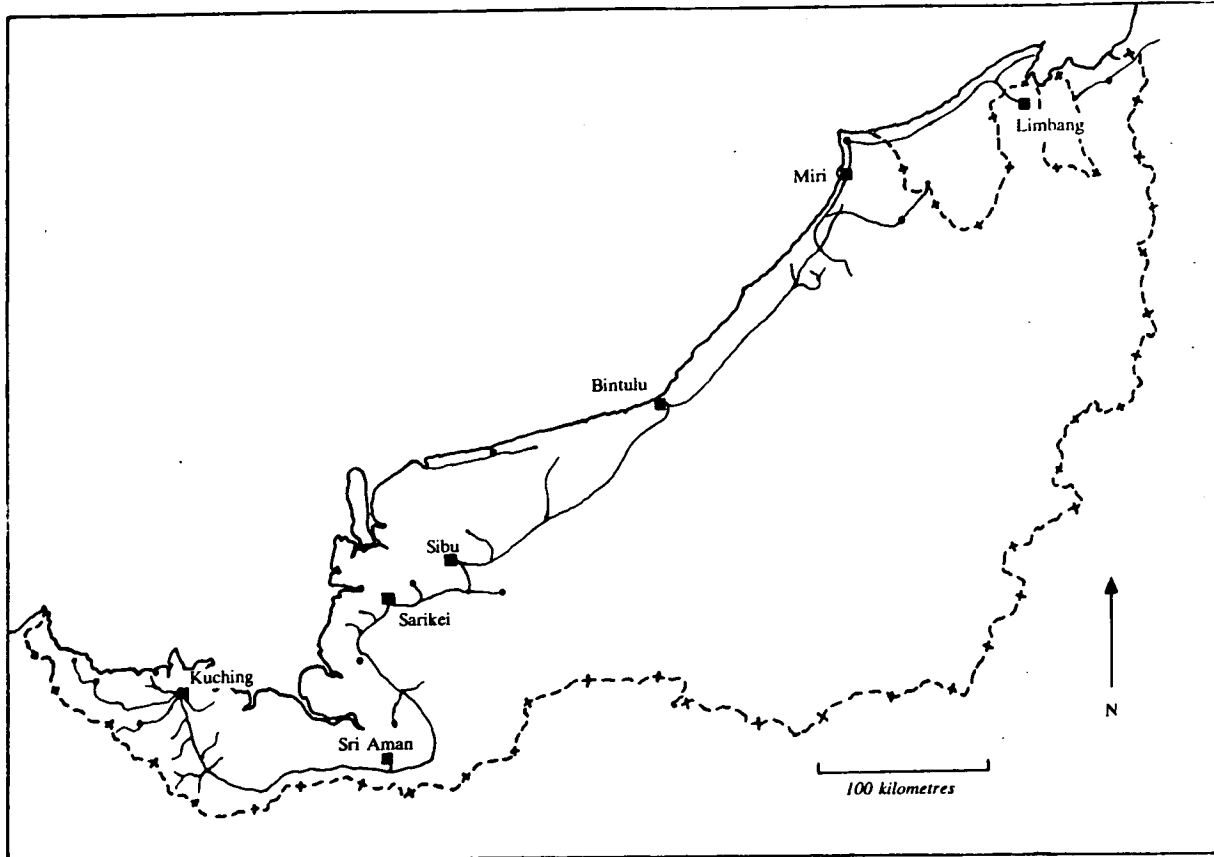 Limbang
Miri
Bintulu
Sibu
Sarikei
Kuching
Sri Aman
N
100 kilometres